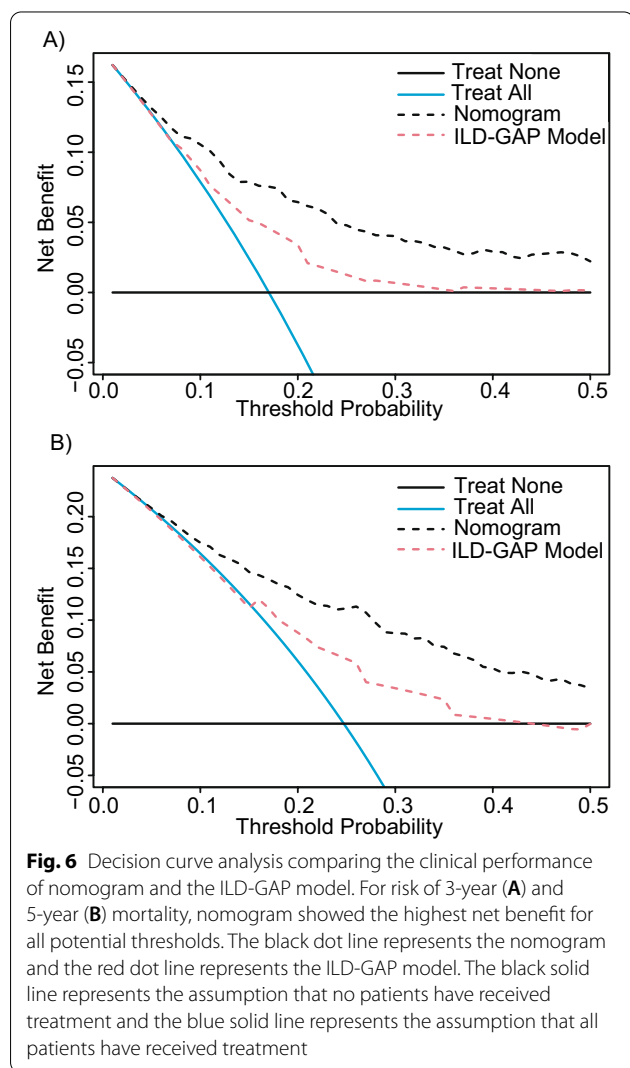 A)
Treat None
Treat All
Nomogram
ILD-GAP Model
Net Benefit
0.15
0.10
0.05
0.00
−0.05
0.0 0.1 0.2 0.3 0.4 0.5
Threshold Probability
B)
Treat None
Treat All
Nomogram
ILD-GAP Model
Net Benefit
0.20
0.15
0.10
0.05
0.00
−0.05
0.0 0.1 0.2 0.3 0.4 0.5
Threshold Probability
Fig. 6 Decision curve analysis comparing the clinical performance
of nomogram and the ILD-GAP model. For risk of 3-year (A) and
5-year (B) mortality, nomogram showed the highest net benefit for
all potential thresholds. The black dot line represents the nomogram
and the red dot line represents the ILD-GAP model. The black solid
line represents the assumption that no patients have received
treatment and the blue solid line represents the assumption that all
patients have received treatment